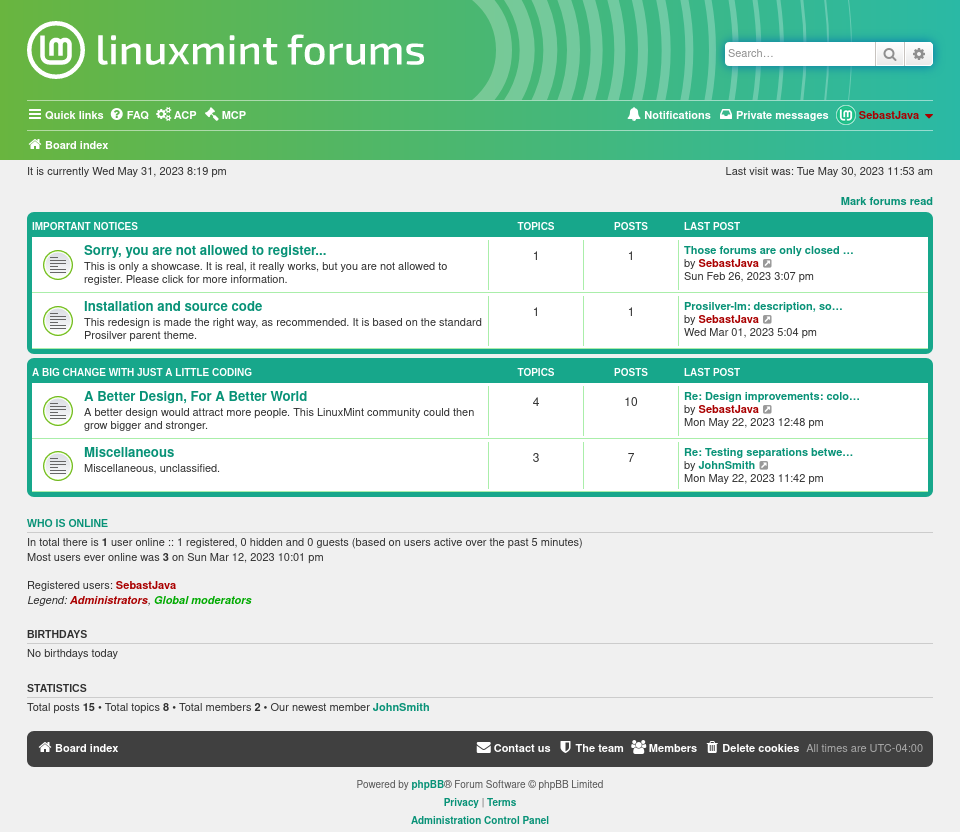 linuxmint forums
Search…
Quick links FAQ ACP MCP
Notifications Private messages SebastJava
Board index
It is currently Wed May 31, 2023 8:19 pm
Last visit was: Tue May 30, 2023 11:53 am
Mark forums read
IMPORTANT NOTICES TOPICS POSTS LAST POST
Sorry, you are not allowed to register...
This is only a showcase. It is real, it really works, but you are not allowed to
register. Please click for more information.
1
1
Those forums are only closed …
by SebastJava
Sun Feb 26, 2023 3:07 pm
Installation and source code
This redesign is made the right way, as recommended. It is based on the standard
Prosilver parent theme.
1
1
Prosilver-lm: description, so…
by SebastJava
Wed Mar 01, 2023 5:04 pm
A BIG CHANGE WITH JUST A LITTLE CODING TOPICS POSTS LAST POST
A Better Design, For A Better World
A better design would attract more people. This LinuxMint community could then
grow bigger and stronger.
4
10
Re: Design improvements: colo…
by SebastJava
Mon May 22, 2023 12:48 pm
Miscellaneous
Miscellaneous, unclassified.
3
7
Re: Testing separations betwe…
by JohnSmith
Mon May 22, 2023 11:42 pm
WHO IS ONLINE
In total there is 1 user online :: 1 registered, 0 hidden and 0 guests (based on users active over the past 5 minutes)
Most users ever online was 3 on Sun Mar 12, 2023 10:01 pm
Registered users: SebastJava
Legend: Administrators, Global moderators
BIRTHDAYS
No birthdays today
STATISTICS
Total posts 15 • Total topics 8 • Total members 2 • Our newest member JohnSmith
Board index
Contact us The team Members Delete cookies All times are UTC-04:00
Powered by phpBB® Forum Software © phpBB Limited
Privacy | Terms
Administration Control Panel